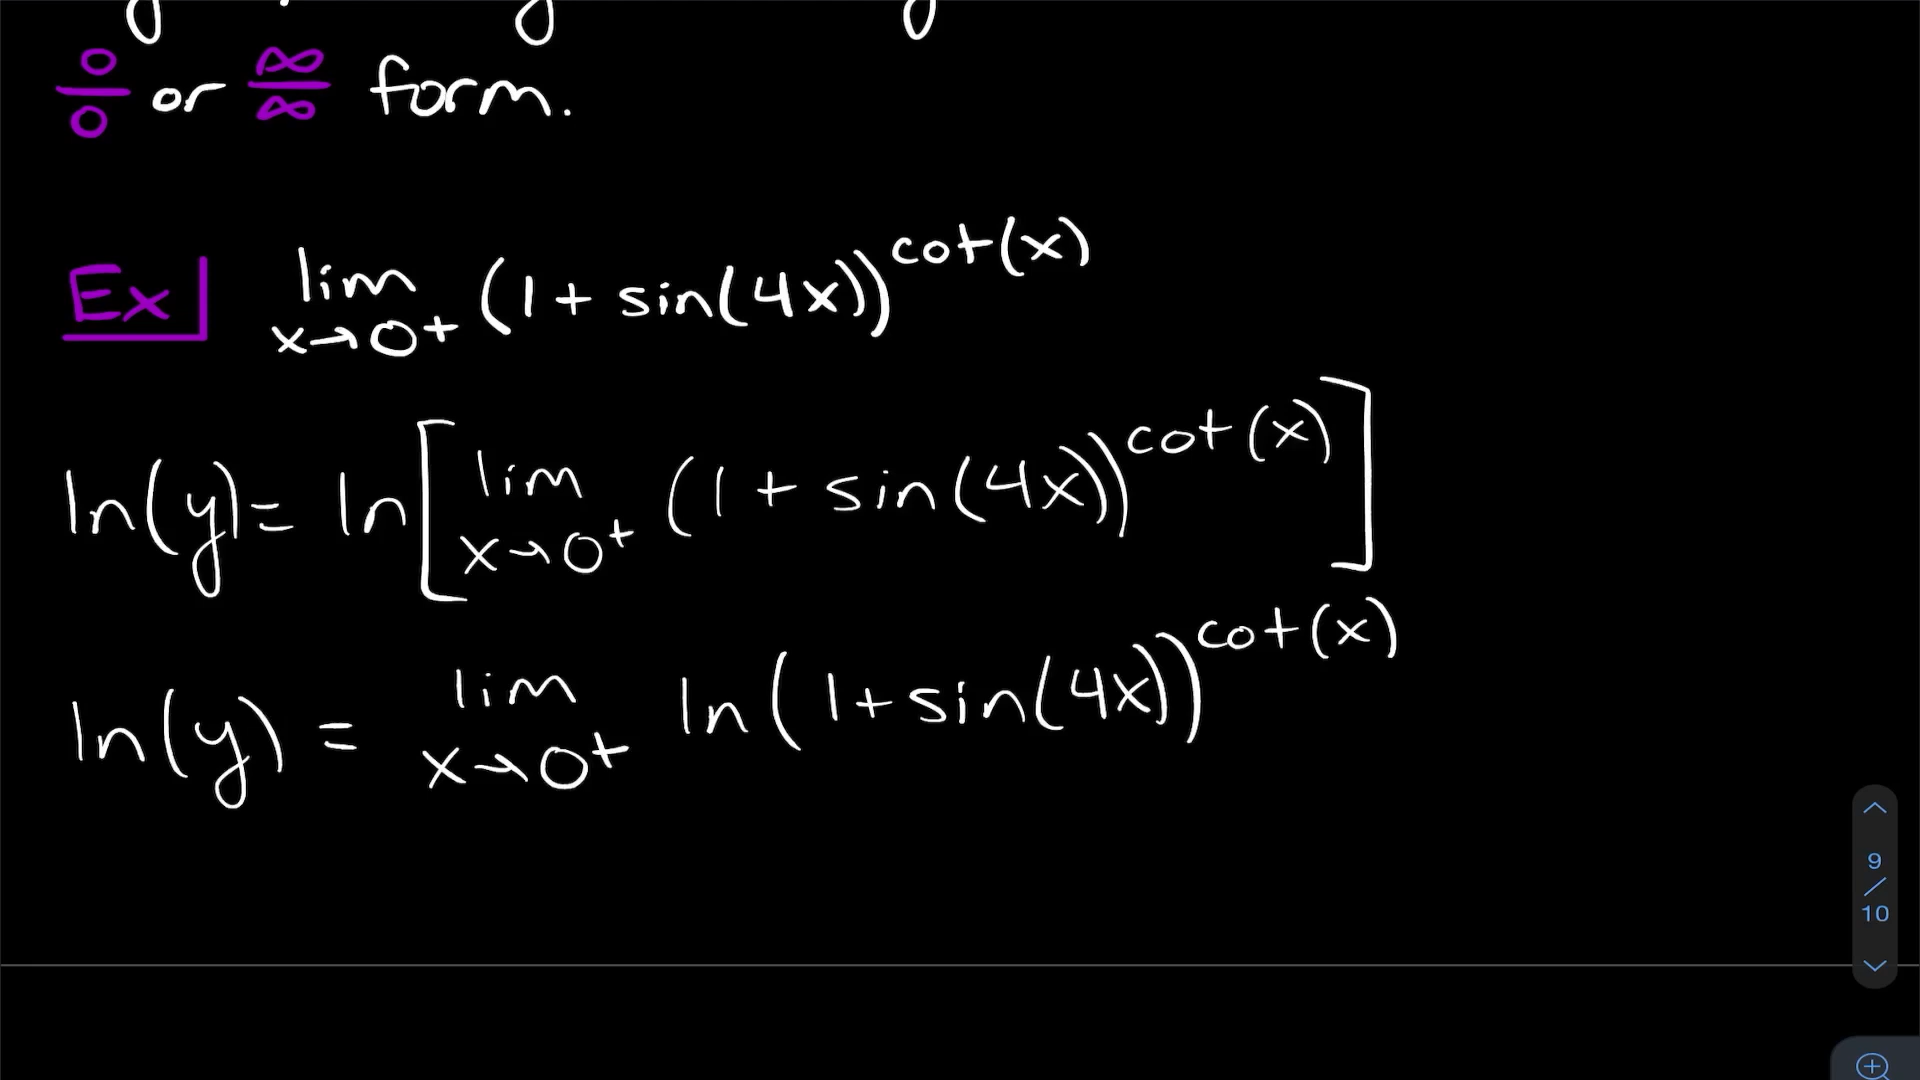 0/0 or ∞/∞ form.
Ex lim x→0⁺ (1 + sin(4x))^cot(x)
ln(y) = ln[lim x→0⁺ (1 + sin(4x))^cot(x)]
ln(y) = lim x→0⁺ ln(1 + sin(4x))^cot(x)
9
/
10